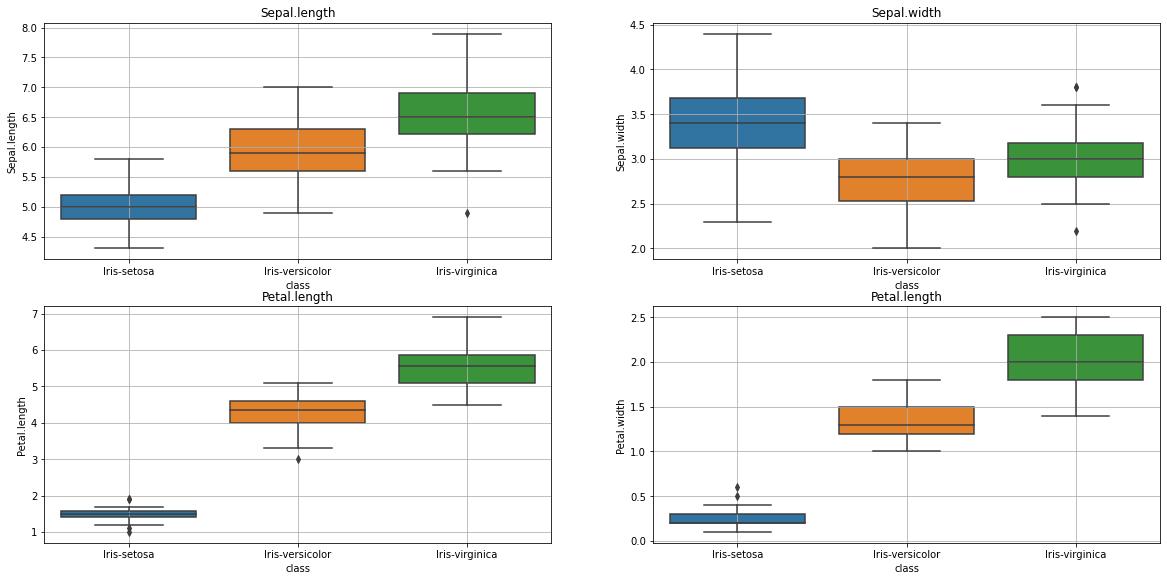 Sepal.length
8.0
7.5
7.0
6.5
6.0
5.5
5.0
4.5
Sepal.length
Iris-setosa Iris-versicolor Iris-virginica
class
Sepal.width
4.5
4.0
3.5
3.0
2.5
2.0
Sepal.width
Iris-setosa Iris-versicolor Iris-virginica
class
Petal.length
7
6
5
4
3
2
1
Petal.length
Iris-setosa Iris-versicolor Iris-virginica
class
Petal.length
2.5
2.0
1.5
1.0
0.5
0.0
Petal.width
Iris-setosa Iris-versicolor Iris-virginica
class